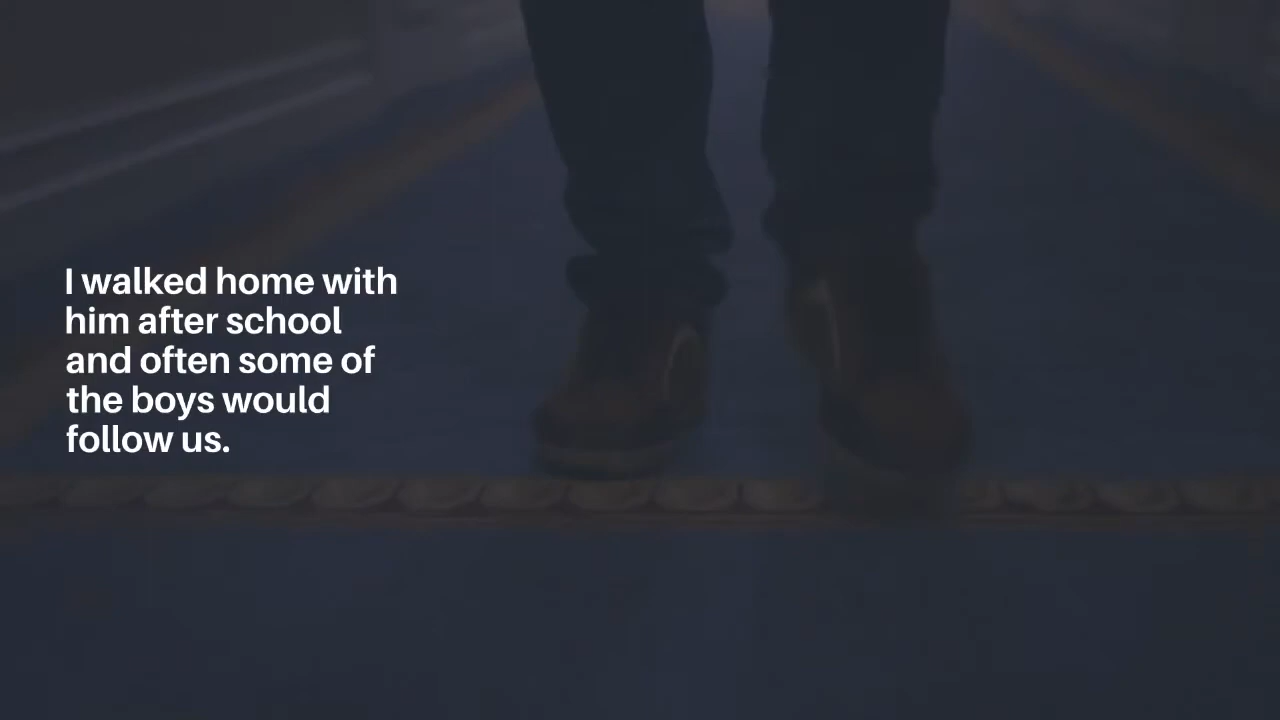 I walked home with
him after school
and often some of
the boys would
follow us.